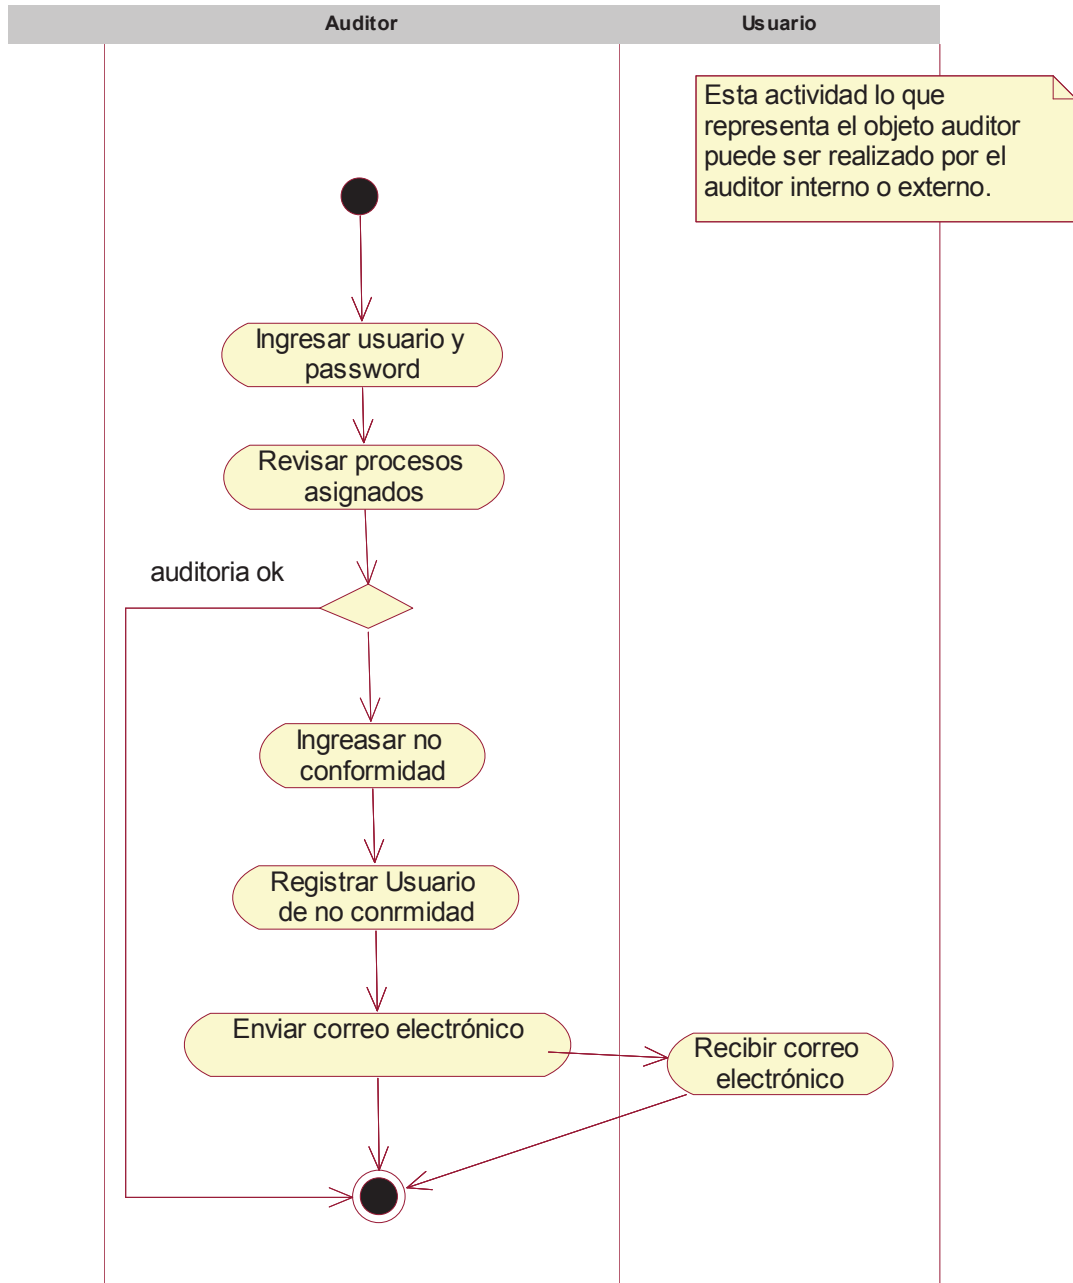 Auditor
Usuario
Esta actividad lo que
representa el objeto auditor
puede ser realizado por el
auditor interno o externo.
Ingresar usuario y
password
Revisar procesos
asignados
auditoria ok
Ingreasar no
conformidad
Registrar Usuario
de no conrmidad
Enviar correo electrónico
Recibir correo
electrónico